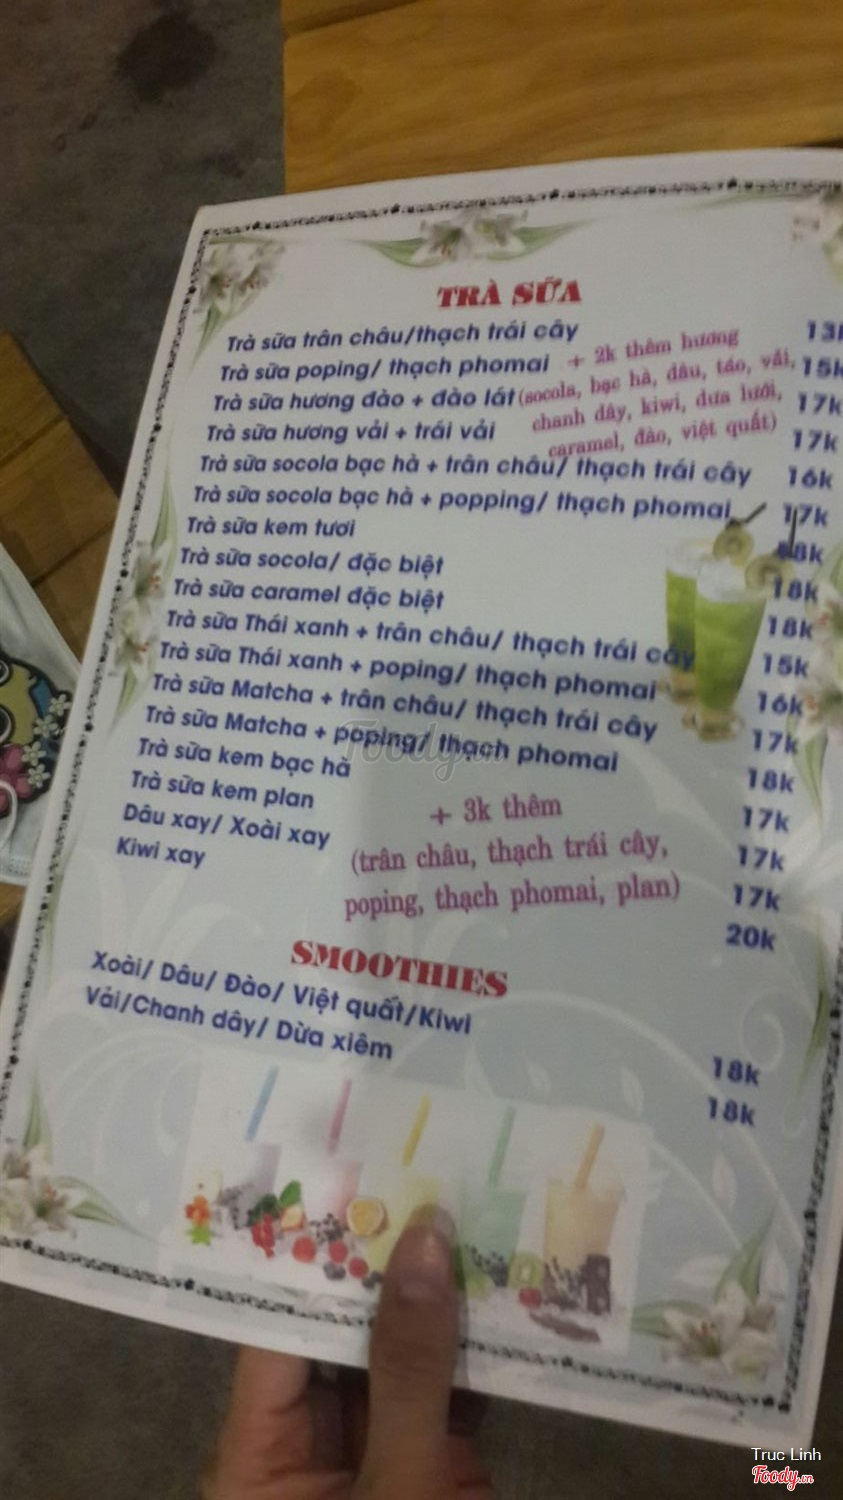 TRÀ SỮA
Trà sữa trân châu/thạch trái cây 13k
Trà sữa poping/ thạch phomai 15k
Trà sữa hương đào + đào lát 17k
Trà sữa hương vải + trái vải 17k
+ 2k thêm hương
(socola, bạc hà, dâu, táo, vải,
chanh dây, kiwi, dưa lưới,
caramel, đào, việt quất)
Trà sữa socola bạc hà + trân châu/ thạch trái cây 16k
Trà sữa socola bạc hà + popping/ thạch phomai 17k
Trà sữa kem tươi 18k
Trà sữa socola/ đặc biệt 18k
Trà sữa caramel đặc biệt 18k
Trà sữa Thái xanh + trân châu/ thạch trái cây 15k
Trà sữa Thái xanh + poping/ thạch phomai 16k
Trà sữa Matcha + trân châu/ thạch trái cây 17k
Trà sữa Matcha + poping/ thạch phomai 18k
Trà sữa kem bạc hà 17k
Trà sữa kem plan 17k
Dâu xay/ Xoài xay 17k
Kiwi xay 20k
+ 3k thêm
(trân châu, thạch trái cây,
poping, thạch phomai, plan)
SMOOTHIES
Xoài/ Dâu/ Đào/ Việt quất/Kiwi 18k
Vải/Chanh dây/ Dừa xiêm 18k
Foody.vn
Truc Linh
Foody.vn